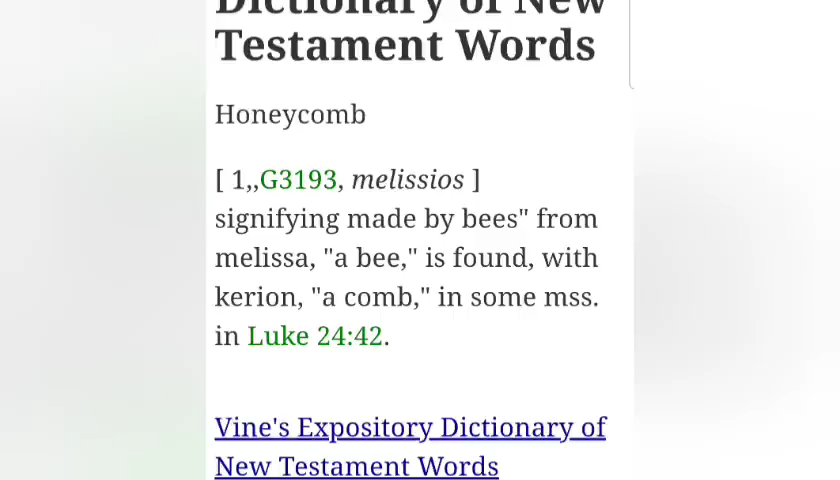 Dictionary of New
Testament Words
Honeycomb
[ 1,,G3193, melissios ]
signifying made by bees" from
melissa, "a bee," is found, with
kerion, "a comb," in some mss.
in Luke 24:42.
Vine's Expository Dictionary of
New Testament Words